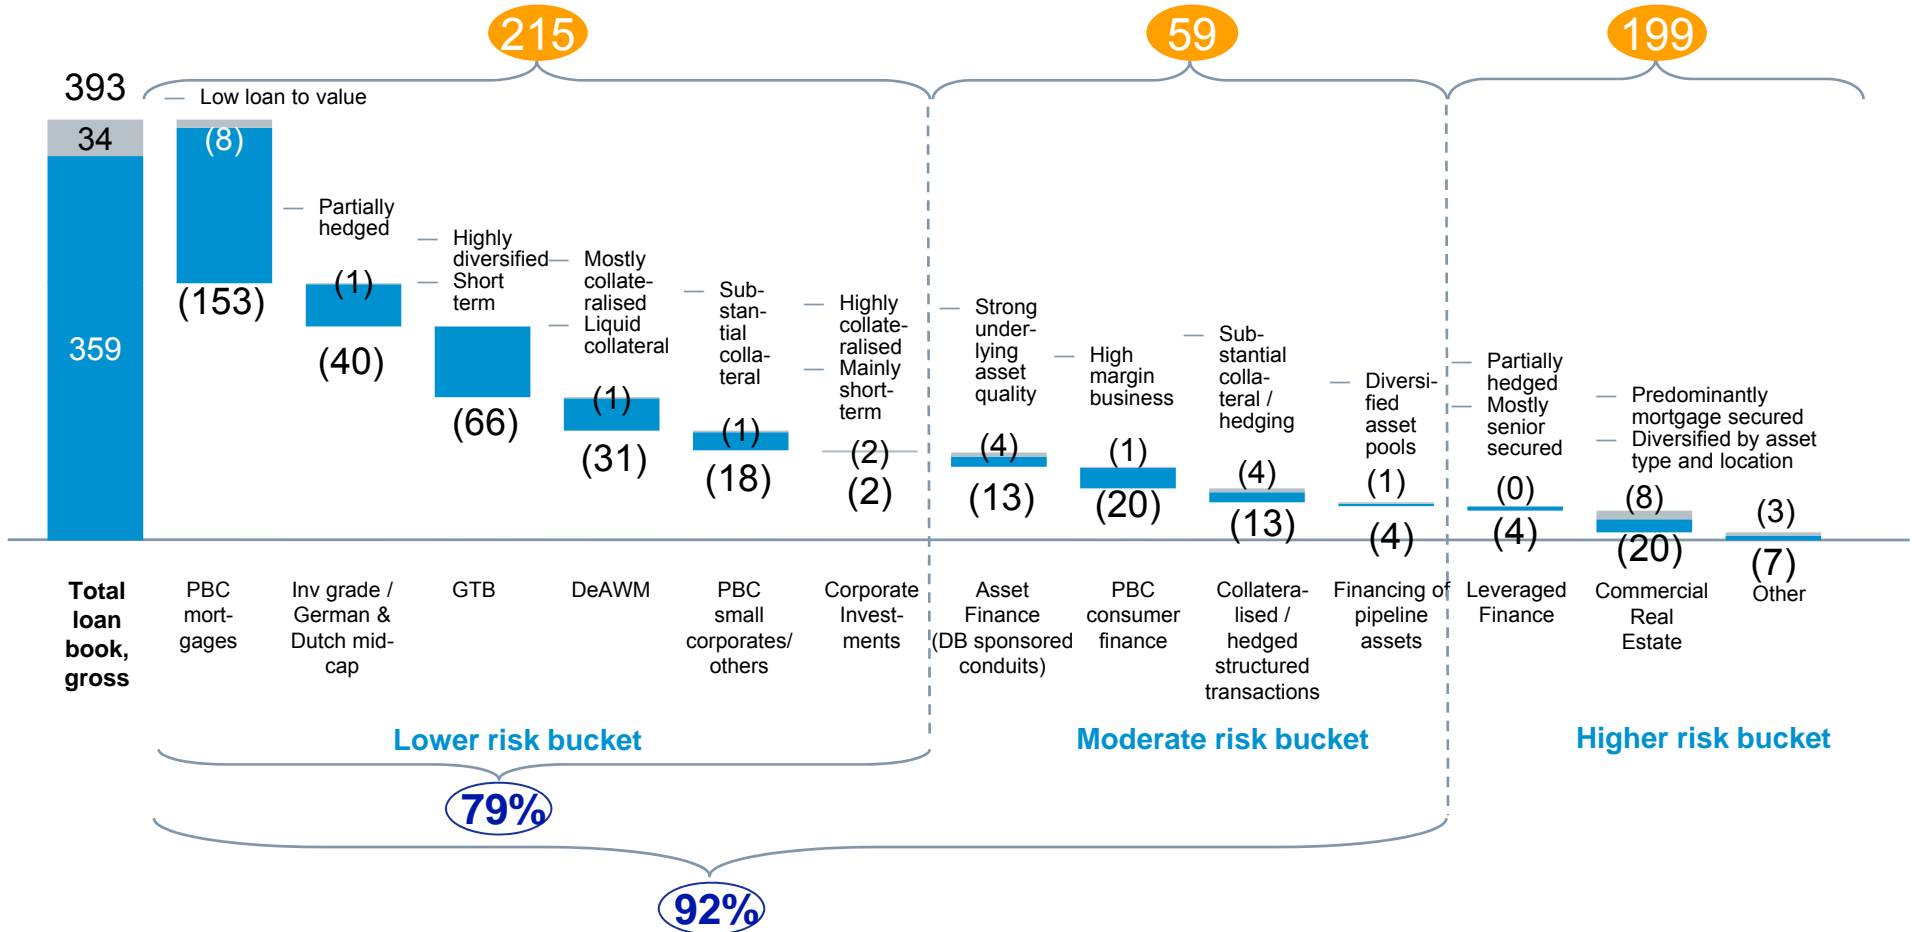 215
59
199
393
34
359
— Low loan to value
(8)
(153)
— Partially
hedged
(1)
(40)
— Highly
diversified
— Short
term
(66)
— Mostly
collate-
ralised
— Liquid
collateral
(1)
(31)
— Sub-
stan-
tial
colla-
teral
(1)
(18)
— Highly
collate-
ralised
— Mainly
short-
term
(2)
(2)
— Strong
under-
lying
asset
quality
(4)
(13)
— High
margin
business
(1)
(20)
— Sub-
stantial
colla-
teral /
hedging
(4)
(13)
— Diversi-
fied
asset
pools
(1)
(4)
— Partially
hedged
— Mostly
senior
secured
(0)
(4)
— Predominantly
mortgage secured
— Diversified by asset
type and location
(8)
(20)
(3)
(7)
Total
loan
book,
gross
PBC
mort-
gages
Inv grade /
German &
Dutch mid-
cap
GTB
DeAWM
PBC
small
corporates/
others
Corporate
Invest-
ments
Asset
Finance
(DB sponsored
conduits)
PBC
consumer
finance
Collatera-
lised /
hedged
structured
transactions
Financing of
pipeline
assets
Leveraged
Finance
Commercial
Real
Estate
Other
Lower risk bucket
Moderate risk bucket
Higher risk bucket
79%
92%